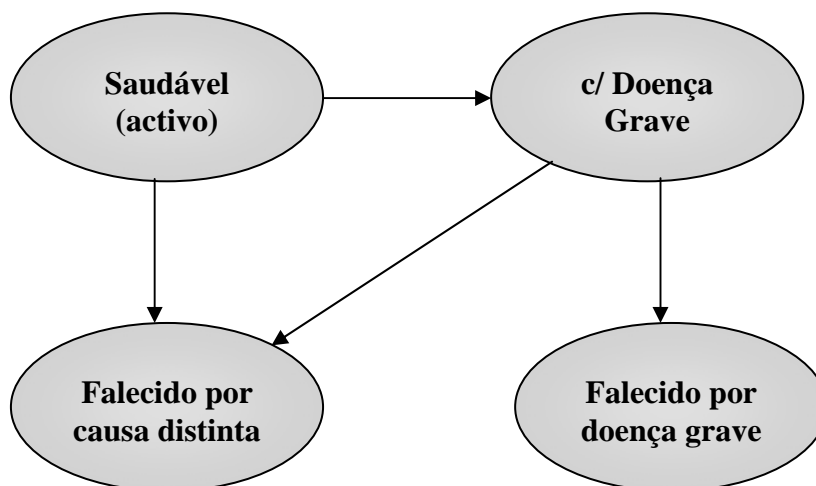 Saudável
(activo)
c/ Doença
Grave
Falecido por
causa distinta
Falecido por
doença grave